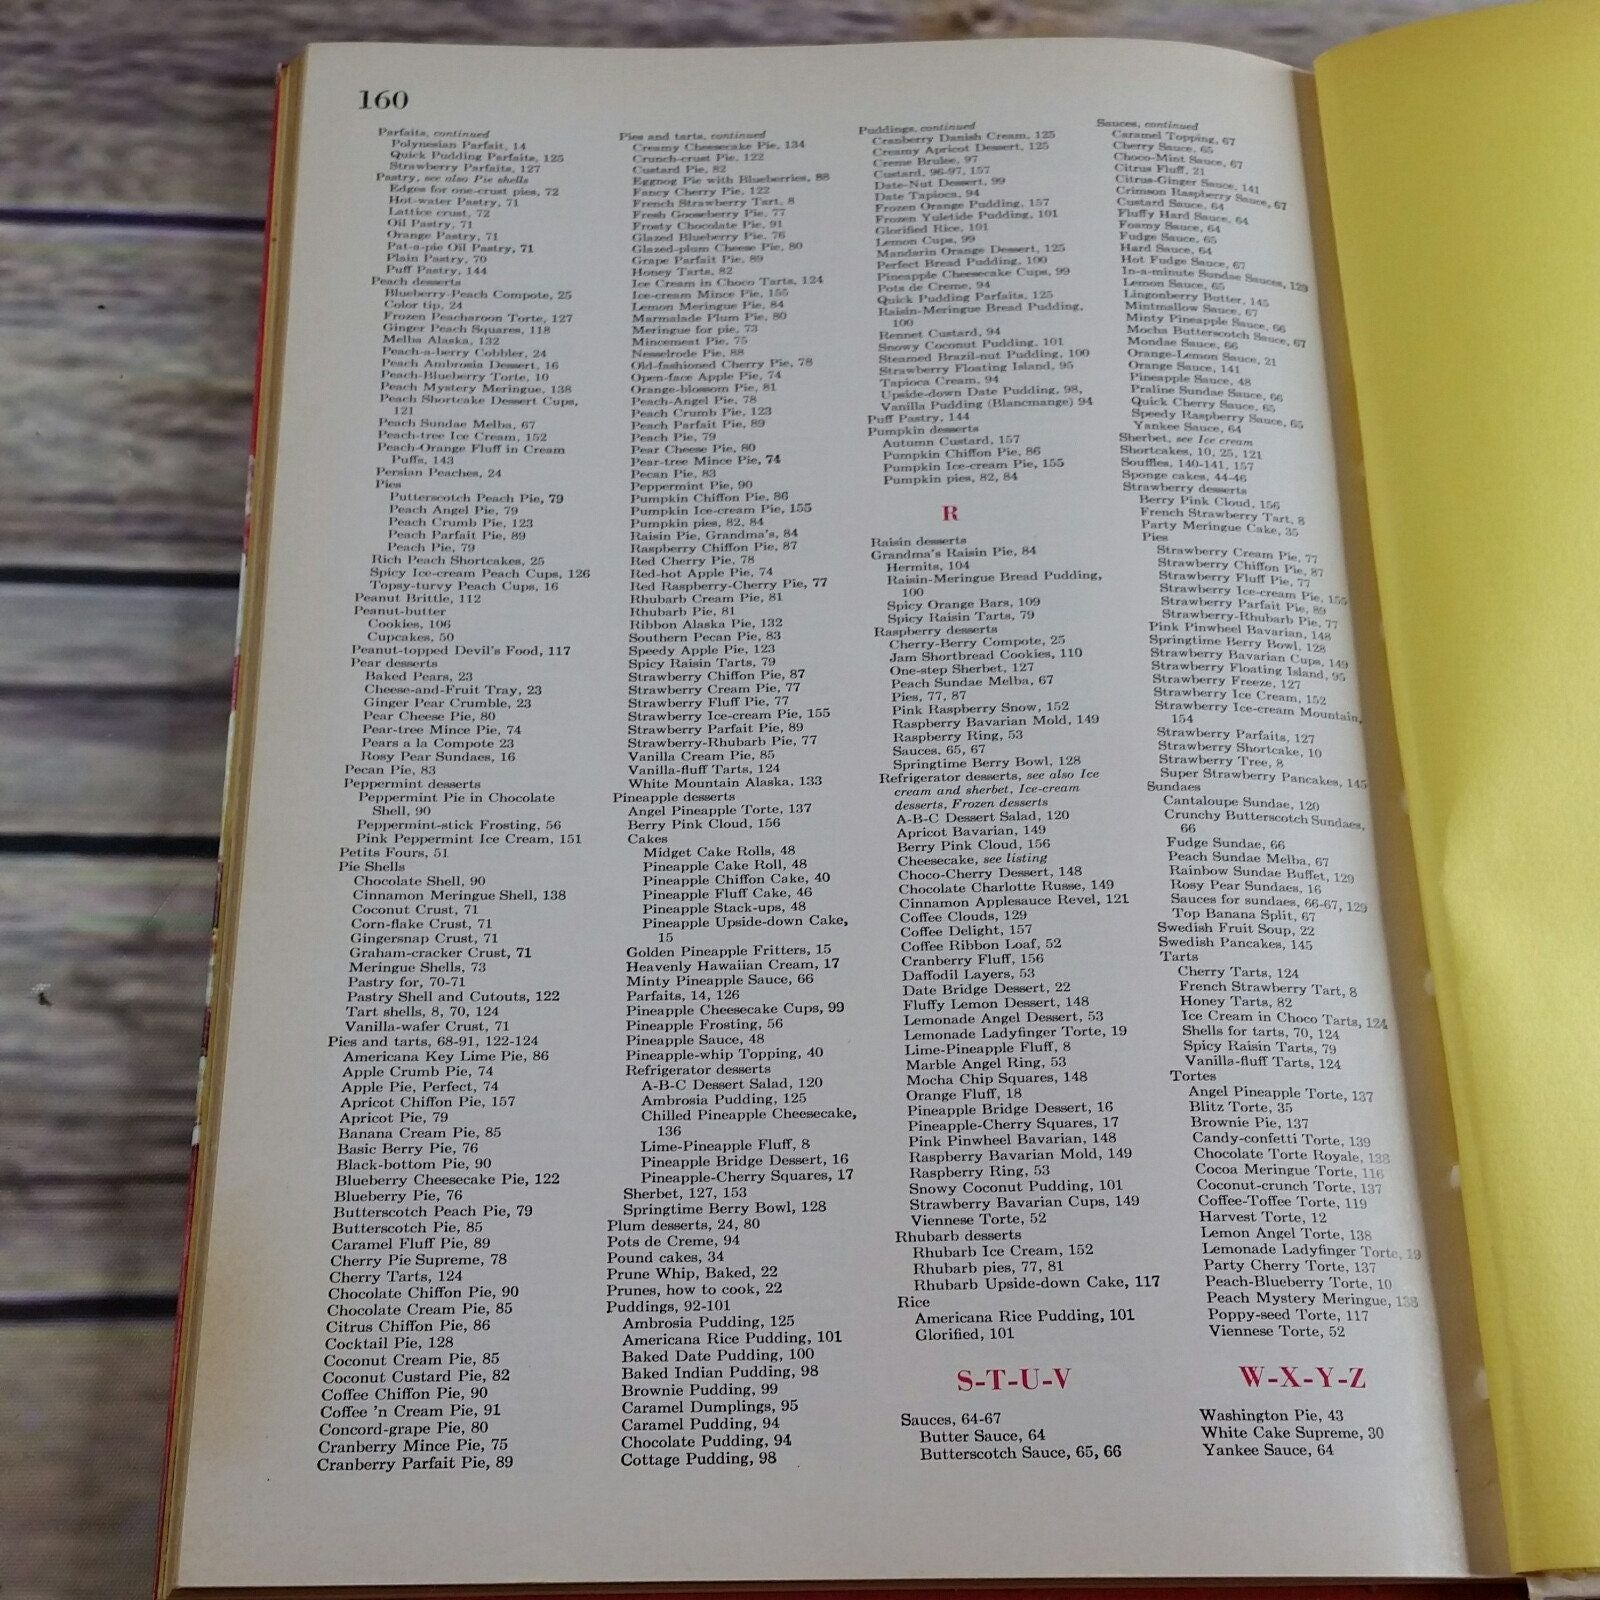 160
Parfaits, continued
Polynesian Parfait, 14
Quick Pudding Parfaits, 125
Strawberry Parfaits, 127
Pastry, see also Pie shells
Edges for one-crust pies, 72
Hot-water Pastry, 71
Lattice crust, 72
Oil Pastry, 71
Orange Pastry, 71
Pat-a-pie Oil Pastry, 71
Plain Pastry, 70
Puff Pastry, 144
Peach desserts
Blueberry-Peach Compote, 25
Color tip, 24
Frozen Peacharoon Torte, 127
Ginger Peach Squares, 118
Melba Alaska, 132
Peach-a-berry Cobbler, 24
Peach Ambrosia Dessert, 16
Peach-Blueberry Torte, 10
Peach Mystery Meringue, 138
Peach Shortcake Dessert Cups,
121
Peach Sundae Melba, 67
Peach-tree Ice Cream, 152
Peach-Orange Fluff in Cream
Puffs, 143
Persian Peaches, 24
Pies
Putterscotch Peach Pie, 79
Peach Angel Pie, 79
Peach Crumb Pie, 123
Peach Parfait Pie, 89
Peach Pie, 79
Rich Peach Shortcakes, 25
Spicy Ice-cream Peach Cups, 126
Topsy-turvy Peach Cups, 16
Peanut Brittle, 112
Peanut-butter
Cookies, 106
Cupcakes, 50
Peanut-topped Devil's Food, 117
Pear desserts
Baked Pears, 23
Cheese-and-Fruit Tray, 23
Ginger Pear Crumble, 23
Pear Cheese Pie, 80
Pear-tree Mince Pie, 74
Pears a la Compote 23
Rosy Pear Sundaes, 16
Pecan Pie, 83
Peppermint desserts
Peppermint Pie in Chocolate
Shell, 90
Peppermint-stick Frosting, 56
Pink Peppermint Ice Cream, 151
Petits Fours, 51
Pie Shells
Chocolate Shell, 90
Cinnamon Meringue Shell, 138
Coconut Crust, 71
Corn-flake Crust, 71
Gingersnap Crust, 71
Graham-cracker Crust, 71
Meringue Shells, 73
Pastry for, 70-71
Pastry Shell and Cutouts, 122
Tart shells, 8, 70, 124
Vanilla-wafer Crust, 71
Pies and tarts, 68-91, 122-124
Americana Key Lime Pie, 86
Apple Crumb Pie, 74
Apple Pie, Perfect, 74
Apricot Chiffon Pie, 157
Apricot Pie, 79
Banana Cream Pie, 85
Basic Berry Pie, 76
Black-bottom Pie, 90
Blueberry Cheesecake Pie, 122
Blueberry Pie, 76
Butterscotch Peach Pie, 79
Butterscotch Pie, 85
Caramel Fluff Pie, 89
Cherry Pie Supreme, 78
Cherry Tarts, 124
Chocolate Chiffon Pie, 90
Chocolate Cream Pie, 85
Citrus Chiffon Pie, 86
Cocktail Pie, 128
Coconut Cream Pie, 85
Coconut Custard Pie, 82
Coffee Chiffon Pie, 90
Coffee 'n Cream Pie, 91
Concord-grape Pie, 80
Cranberry Mince Pie, 75
Cranberry Parfait Pie, 89
Pies and tarts, continued
Creamy Cheesecake Pie, 134
Crunch-crust Pie, 122
Custard Pie, 82
Eggnog Pie with Blueberries, 88
Fancy Cherry Pie, 122
French Strawberry Tart, 8
Fresh Gooseberry Pie, 77
Frosty Chocolate Pie, 91
Glazed Blueberry Pie, 76
Glazed-plum Cheese Pie, 80
Grape Parfait Pie, 89
Honey Tarts, 82
Ice Cream in Choco Tarts, 124
Ice-cream Mince Pie, 155
Lemon Meringue Pie, 84
Marmalade Plum Pie, 80
Meringue for pie, 73
Mincemeat Pie, 75
Nesselrode Pie, 88
Old-fashioned Cherry Pie, 78
Open-face Apple Pie, 74
Orange-blossom Pie, 81
Peach-Angel Pie, 78
Peach Crumb Pie, 123
Peach Parfait Pie, 89
Peach Pie, 79
Pear Cheese Pie, 80
Pear-tree Mince Pie, 74
Pecan Pie, 83
Peppermint Pie, 90
Pumpkin Chiffon Pie, 86
Pumpkin Ice-cream Pie, 155
Pumpkin pies, 82, 84
Raisin Pie, Grandma's, 84
Raspberry Chiffon Pie, 87
Red Cherry Pie, 78
Red-hot Apple Pie, 74
Red Raspberry-Cherry Pie, 77
Rhubarb Cream Pie, 81
Rhubarb Pie, 81
Ribbon Alaska Pie, 132
Southern Pecan Pie, 83
Speedy Apple Pie, 123
Spicy Raisin Tarts, 79
Strawberry Chiffon Pie, 87
Strawberry Cream Pie, 77
Strawberry Fluff Pie, 77
Strawberry Ice-cream Pie, 155
Strawberry Parfait Pie, 89
Strawberry-Rhubarb Pie, 77
Vanilla Cream Pie, 85
Vanilla-fluff Tarts, 124
White Mountain Alaska, 133
Pineapple desserts
Angel Pineapple Torte, 137
Berry Pink Cloud, 156
Cakes
Midget Cake Rolls, 48
Pineapple Cake Roll, 48
Pineapple Chiffon Cake, 40
Pineapple Fluff Cake, 46
Pineapple Stack-ups, 48
Pineapple Upside-down Cake,
15
Golden Pineapple Fritters, 15
Heavenly Hawaiian Cream, 17
Minty Pineapple Sauce, 66
Parfaits, 14, 126
Pineapple Cheesecake Cups, 99
Pineapple Frosting, 56
Pineapple Sauce, 48
Pineapple-whip Topping, 40
Refrigerator desserts
A-B-C Dessert Salad, 120
Ambrosia Pudding, 125
Chilled Pineapple Cheesecake,
136
Lime-Pineapple Fluff, 8
Pineapple Bridge Dessert, 16
Pineapple-Cherry Squares, 17
Sherbet, 127, 153
Springtime Berry Bowl, 128
Plum desserts, 24, 80
Pots de Creme, 94
Pound cakes, 34
Prune Whip, Baked, 22
Prunes, how to cook, 22
Puddings, 92-101
Ambrosia Pudding, 125
Americana Rice Pudding, 101
Baked Date Pudding, 100
Baked Indian Pudding, 98
Brownie Pudding, 99
Caramel Dumplings, 95
Caramel Pudding, 94
Chocolate Pudding, 94
Cottage Pudding, 98
Puddings, continued
Cranberry Danish Cream, 125
Creamy Apricot Dessert, 125
Creme Brulee, 97
Custard, 96-97, 157
Date-Nut Dessert, 99
Date Tapioca, 94
Frozen Orange Pudding, 157
Frozen Yuletide Pudding, 101
Glorified Rice, 101
Lemon Cups, 99
Mandarin Orange Dessert, 125
Perfect Bread Pudding, 100
Pineapple Cheesecake Cups, 99
Pots de Creme, 94
Quick Pudding Parfaits, 125
Raisin-Meringue Bread Pudding,
100
Rennet Custard, 94
Snowy Coconut Pudding, 101
Steamed Brazil-nut Pudding, 100
Strawberry Floating Island, 95
Tapioca Cream, 94
Upside-down Date Pudding, 98,
Vanilla Pudding (Blancmange) 94
Puff Pastry, 144
Pumpkin desserts
Autumn Custard, 157
Pumpkin Chiffon Pie, 86
Pumpkin Ice-cream Pie, 155
Pumpkin pies, 82, 84
R
Raisin desserts
Grandma's Raisin Pie, 84
Hermits, 104
Raisin-Meringue Bread Pudding,
100
Spicy Orange Bars, 109
Spicy Raisin Tarts, 79
Raspberry desserts
Cherry-Berry Compote, 25
Jam Shortbread Cookies, 110
One-step Sherbet, 127
Peach Sundae Melba, 67
Pies, 77, 87
Pink Raspberry Snow, 152
Raspberry Bavarian Mold, 149
Raspberry Ring, 53
Sauces, 65, 67
Springtime Berry Bowl, 128
Refrigerator desserts, see also Ice
cream and sherbet, Ice-cream
desserts, Frozen desserts
A-B-C Dessert Salad, 120
Apricot Bavarian, 149
Berry Pink Cloud, 156
Cheesecake, see listing
Choco-Cherry Dessert, 148
Chocolate Charlotte Russe, 149
Cinnamon Applesauce Revel, 121
Coffee Clouds, 129
Coffee Delight, 157
Coffee Ribbon Loaf, 52
Cranberry Fluff, 156
Daffodil Layers, 53
Date Bridge Dessert, 22
Fluffy Lemon Dessert, 148
Lemonade Angel Dessert, 53
Lemonade Ladyfinger Torte, 19
Lime-Pineapple Fluff, 8
Marble Angel Ring, 53
Mocha Chip Squares, 148
Orange Fluff, 18
Pineapple Bridge Dessert, 16
Pineapple-Cherry Squares, 17
Pink Pinwheel Bavarian, 148
Raspberry Bavarian Mold, 149
Raspberry Ring, 53
Snowy Coconut Pudding, 101
Strawberry Bavarian Cups, 149
Viennese Torte, 52
Rhubarb desserts
Rhubarb Ice Cream, 152
Rhubarb pies, 77, 81
Rhubarb Upside-down Cake, 117
Rice
Americana Rice Pudding, 101
Glorified, 101
S-T-U-V
Sauces, 64-67
Butter Sauce, 64
Butterscotch Sauce, 65, 66
Sauces, continued
Caramel Topping, 67
Cherry Sauce, 65
Choco-Mint Sauce, 67
Citrus Fluff, 21
Citrus-Ginger Sauce, 141
Crimson Raspberry Sauce, 67
Custard Sauce, 64
Fluffy Hard Sauce, 64
Foamy Sauce, 64
Fudge Sauce, 65
Hard Sauce, 64
Hot Fudge Sauce, 67
In-a-minute Sundae Sauces, 129
Lemon Sauce, 65
Lingonberry Butter, 145
Mintmallow Sauce, 67
Minty Pineapple Sauce, 66
Mocha Butterscotch Sauce, 67
Mondae Sauce, 66
Orange-Lemon Sauce, 21
Orange Sauce, 141
Pineapple Sauce, 48
Praline Sundae Sauce, 66
Quick Cherry Sauce, 65
Speedy Raspberry Sauce, 65
Yankee Sauce, 64
Sherbet, see Ice cream
Shortcakes, 10, 25, 121
Souffles, 140-141, 157
Sponge cakes, 44-46
Strawberry desserts
Berry Pink Cloud, 156
French Strawberry Tart, 8
Party Meringue Cake, 35
Pies
Strawberry Cream Pie, 77
Strawberry Chiffon Pie, 87
Strawberry Fluff Pie, 77
Strawberry Ice-cream Pie, 155
Strawberry Parfait Pie, 89
Strawberry-Rhubarb Pie, 77
Pink Pinwheel Bavarian, 148
Springtime Berry Bowl, 128
Strawberry Bavarian Cups, 149
Strawberry Floating Island, 95
Strawberry Freeze, 127
Strawberry Ice Cream, 152
Strawberry Ice-cream Mountain,
154
Strawberry Parfaits, 127
Strawberry Shortcake, 10
Strawberry Tree, 8
Super Strawberry Pancakes, 145
Sundaes
Cantaloupe Sundae, 120
Crunchy Butterscotch Sundaes,
66
Fudge Sundae, 66
Peach Sundae Melba, 67
Rainbow Sundae Buffet, 129
Rosy Pear Sundaes, 16
Sauces for sundaes, 66-67, 129
Top Banana Split, 67
Swedish Fruit Soup, 22
Swedish Pancakes, 145
Tarts
Cherry Tarts, 124
French Strawberry Tart, 8
Honey Tarts, 82
Ice Cream in Choco Tarts, 124
Shells for tarts, 70, 124
Spicy Raisin Tarts, 79
Vanilla-fluff Tarts, 124
Tortes
Angel Pineapple Torte, 137
Blitz Torte, 35
Brownie Pie, 137
Candy-confetti Torte, 139
Chocolate Torte Royale, 138
Cocoa Meringue Torte, 116
Coconut-crunch Torte, 137
Coffee-Toffee Torte, 119
Harvest Torte, 12
Lemon Angel Torte, 138
Lemonade Ladyfinger Torte, 19
Party Cherry Torte, 137
Peach-Blueberry Torte, 10
Peach Mystery Meringue, 138
Poppy-seed Torte, 117
Viennese Torte, 52
W-X-Y-Z
Washington Pie, 43
White Cake Supreme, 30
Yankee Sauce, 64